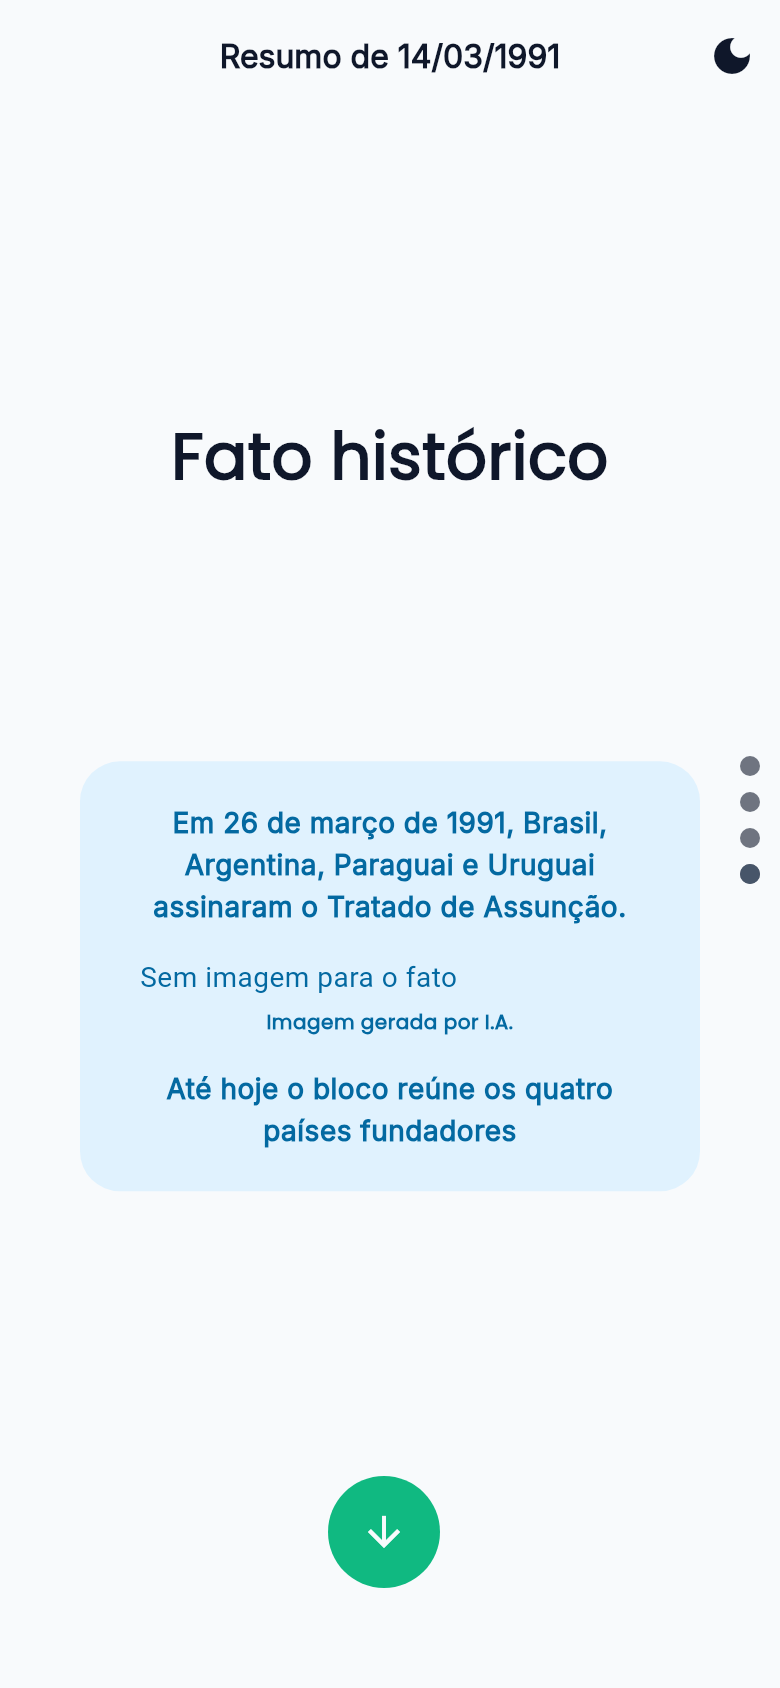 Resumo de 14/03/1991
Fato histórico
Em 26 de março de 1991, Brasil,
Argentina, Paraguai e Uruguai
assinaram o Tratado de Assunção.
Sem imagem para o fato
Imagem gerada por I.A.
Até hoje o bloco reúne os quatro
países fundadores